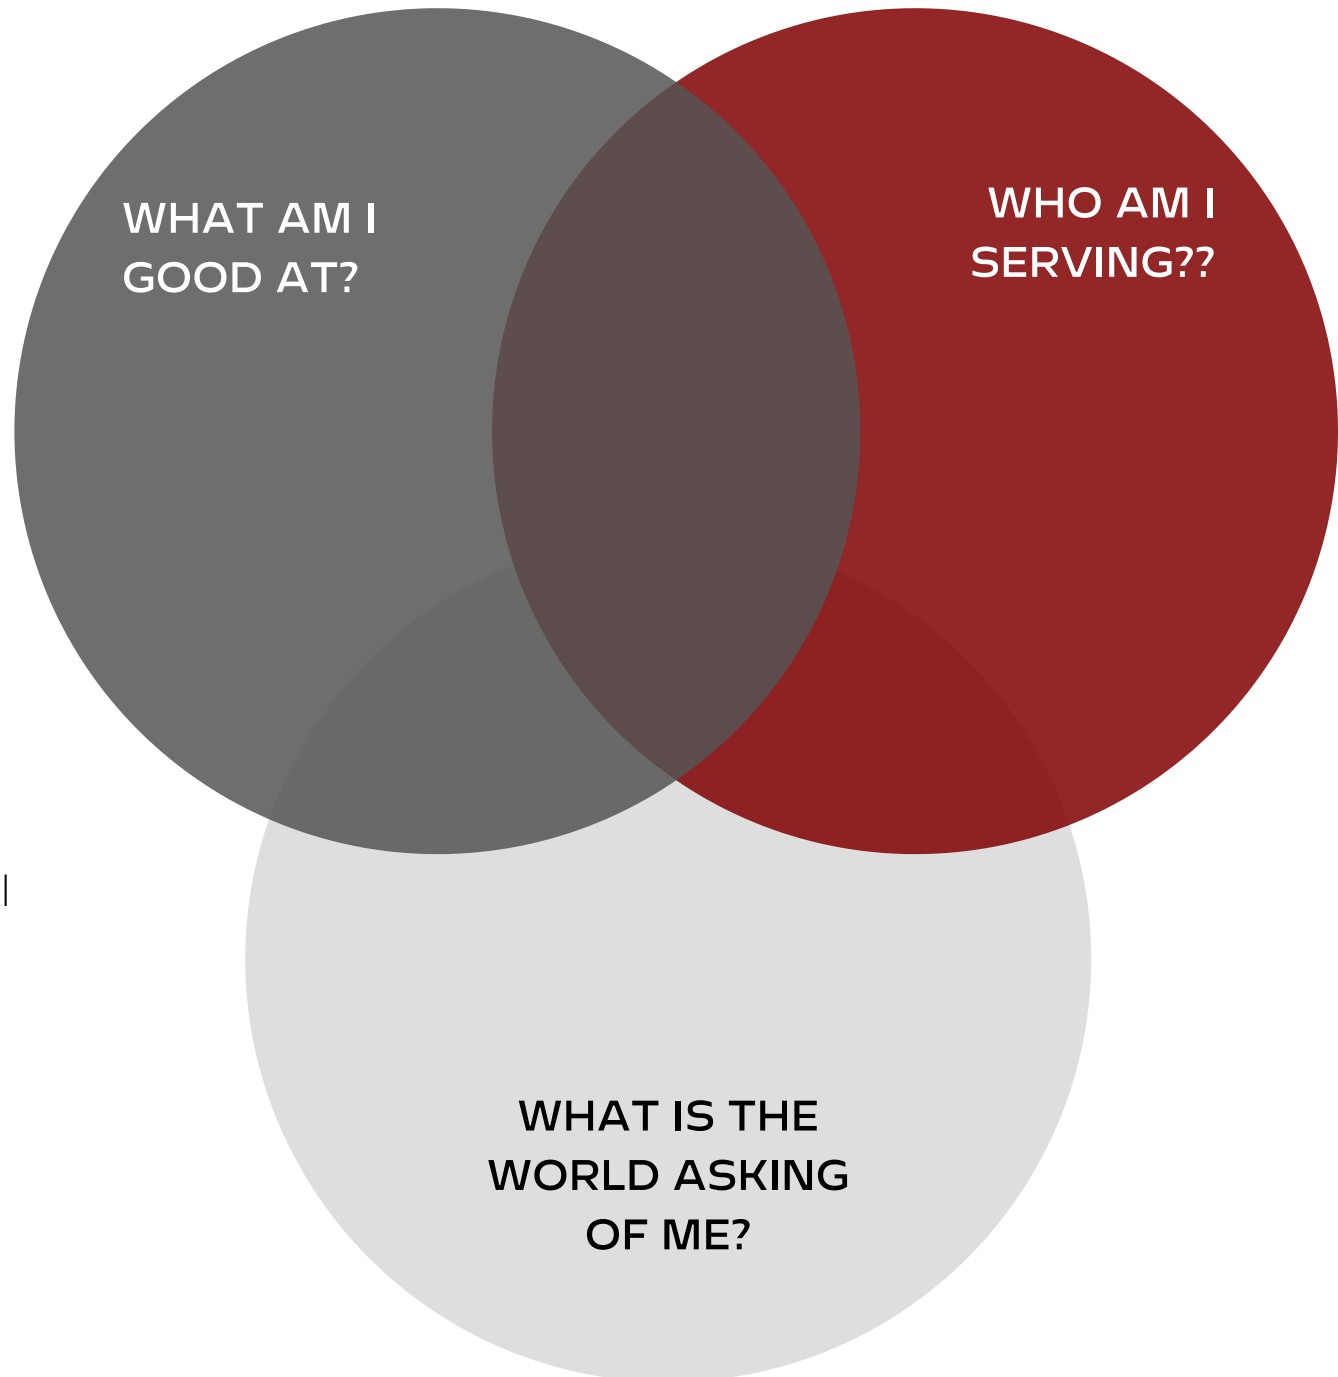 WHAT AM I
GOOD AT?
WHO AM I
SERVING??
WHAT IS THE
WORLD ASKING
OF ME?